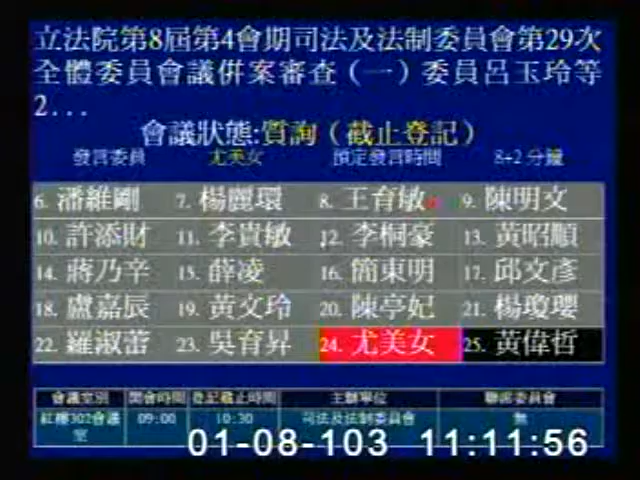 立法院第8屆第4會期司法及法制委員會第29次
全體委員會議併案審查（一）委員呂玉玲等
2...
會議狀態:質詢（截止登記）
發言委員 尤美女 預定發言時間 8+2 分鐘
6. 潘維剛 7. 楊麗環 8. 王育敏 9. 陳明文
10. 許添財 11. 李貴敏 12. 李桐豪 13. 黃昭順
14. 蔣乃辛 15. 薛凌 16. 簡東明 17. 邱文彥
18. 盧嘉辰 19. 黃文玲 20. 陳亭妃 21. 楊瓊瓔
22. 羅淑蕾 23. 吳育昇 24. 尤美女 25. 黃偉哲
會議室別 開會時間 登記截止時間 主辦單位 聯席委員會
紅樓302會議 09:00 10:30 司法及法制委員會 無
室
01-08-103 11:11:56